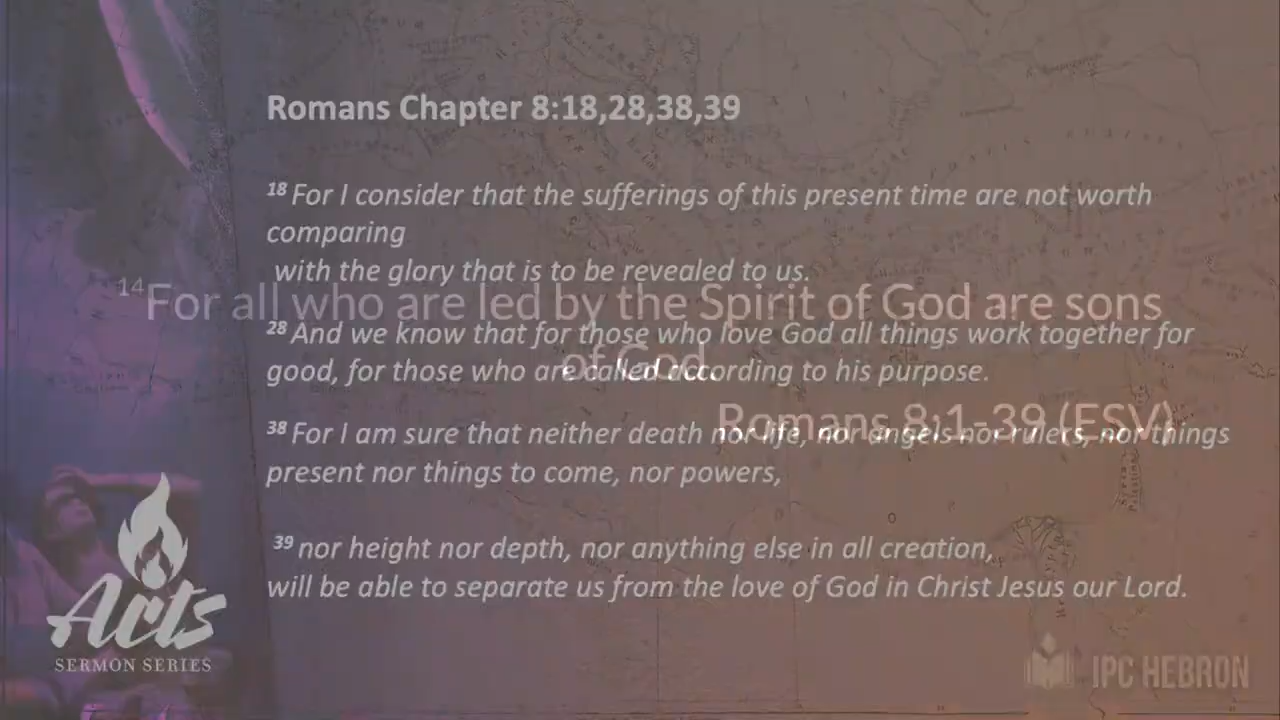 Romans Chapter 8:18,28,38,39
18 For I consider that the sufferings of this present time are not worth
comparing
with the glory that is to be revealed to us.
14 For all who are led by the Spirit of God are sons
of God.
28 And we know that for those who love God all things work together for
good, for those who are called according to his purpose.
Romans 8:1-39 (ESV)
38 For I am sure that neither death nor life, nor angels nor rulers, nor things
present nor things to come, nor powers,
39 nor height nor depth, nor anything else in all creation,
will be able to separate us from the love of God in Christ Jesus our Lord.
Acts
SERMON SERIES
IPC HEBRON